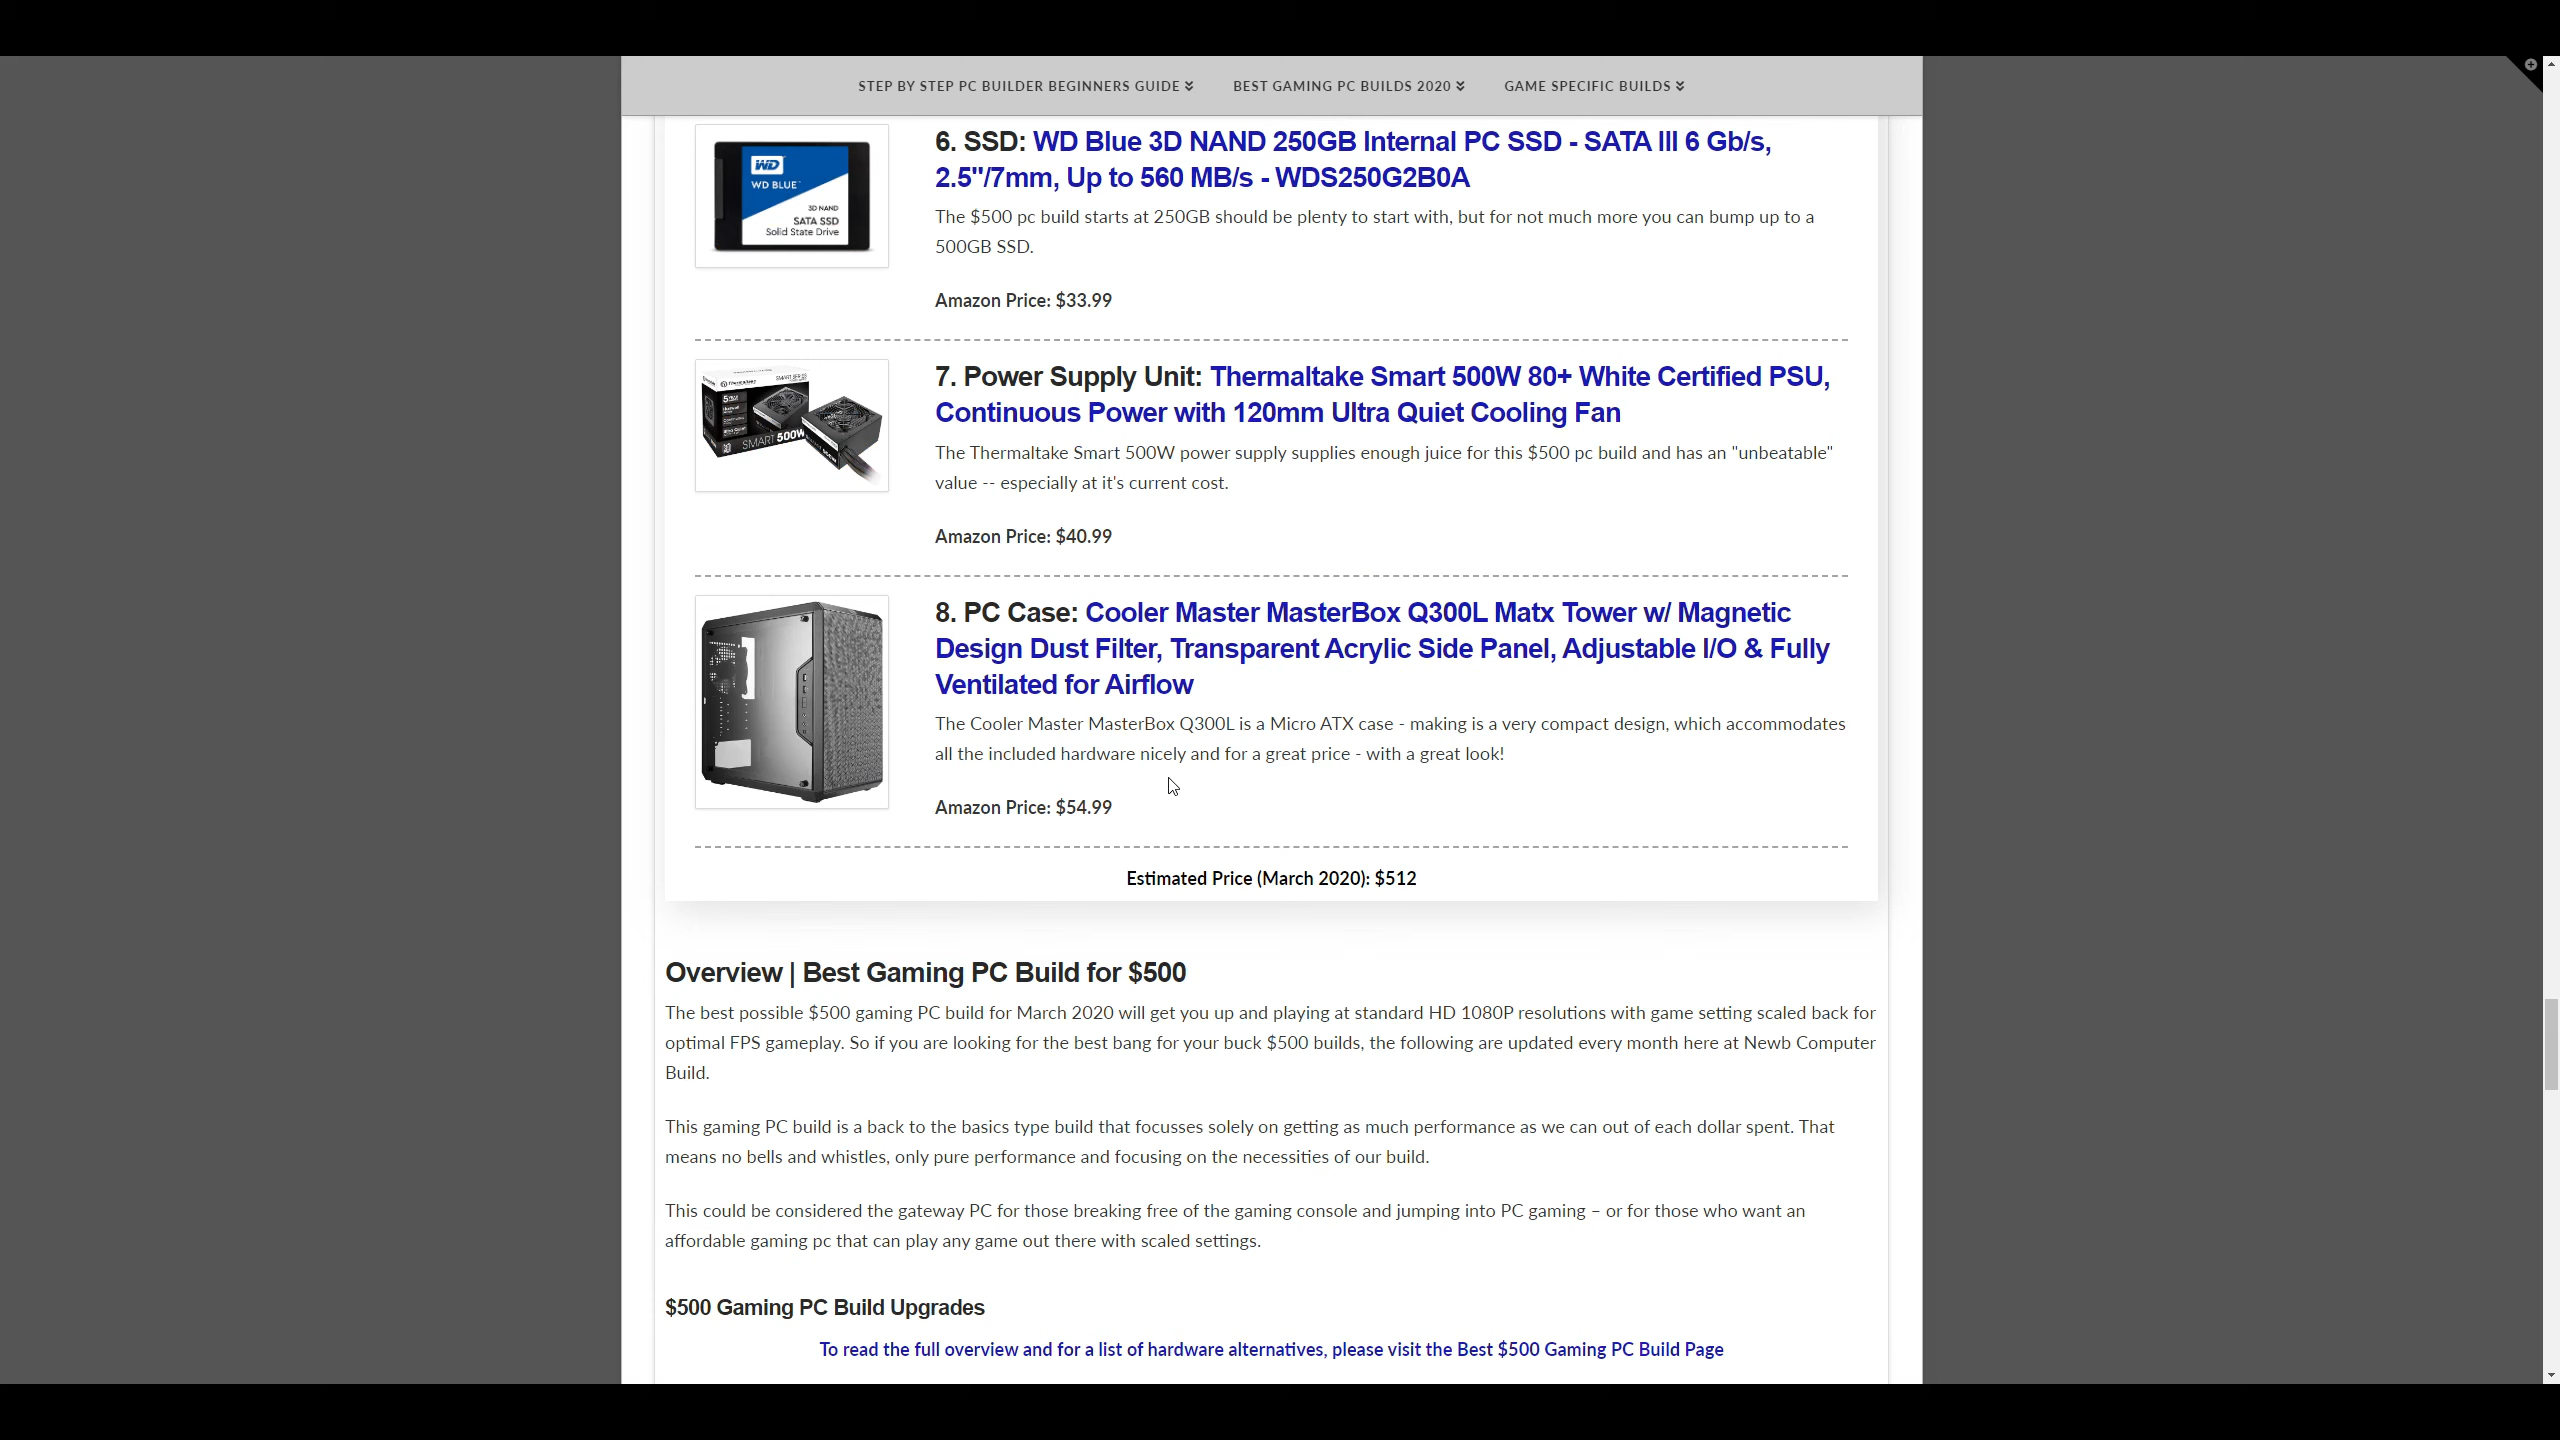 STEP BY STEP PC BUILDER BEGINNERS GUIDE
BEST GAMING PC BUILDS 2020
GAME SPECIFIC BUILDS
WD
WD BLUE
3D NAND
SATA SSD
Solid State Drive
6. SSD: WD Blue 3D NAND 250GB Internal PC SSD - SATA III 6 Gb/s,
2.5"/7mm, Up to 560 MB/s - WDS250G2B0A
The $500 pc build starts at 250GB should be plenty to start with, but for not much more you can bump up to a
500GB SSD.
Amazon Price: $33.99
SMART 500W
7. Power Supply Unit: Thermaltake Smart 500W 80+ White Certified PSU,
Continuous Power with 120mm Ultra Quiet Cooling Fan
The Thermaltake Smart 500W power supply supplies enough juice for this $500 pc build and has an "unbeatable"
value -- especially at it's current cost.
Amazon Price: $40.99
8. PC Case: Cooler Master MasterBox Q300L Matx Tower w/ Magnetic
Design Dust Filter, Transparent Acrylic Side Panel, Adjustable I/O & Fully
Ventilated for Airflow
The Cooler Master MasterBox Q300L is a Micro ATX case - making is a very compact design, which accommodates
all the included hardware nicely and for a great price - with a great look!
Amazon Price: $54.99
Estimated Price (March 2020): $512
Overview | Best Gaming PC Build for $500
The best possible $500 gaming PC build for March 2020 will get you up and playing at standard HD 1080P resolutions with game setting scaled back for
optimal FPS gameplay. So if you are looking for the best bang for your buck $500 builds, the following are updated every month here at Newb Computer
Build.
This gaming PC build is a back to the basics type build that focusses solely on getting as much performance as we can out of each dollar spent. That
means no bells and whistles, only pure performance and focusing on the necessities of our build.
This could be considered the gateway PC for those breaking free of the gaming console and jumping into PC gaming – or for those who want an
affordable gaming pc that can play any game out there with scaled settings.
$500 Gaming PC Build Upgrades
To read the full overview and for a list of hardware alternatives, please visit the Best $500 Gaming PC Build Page